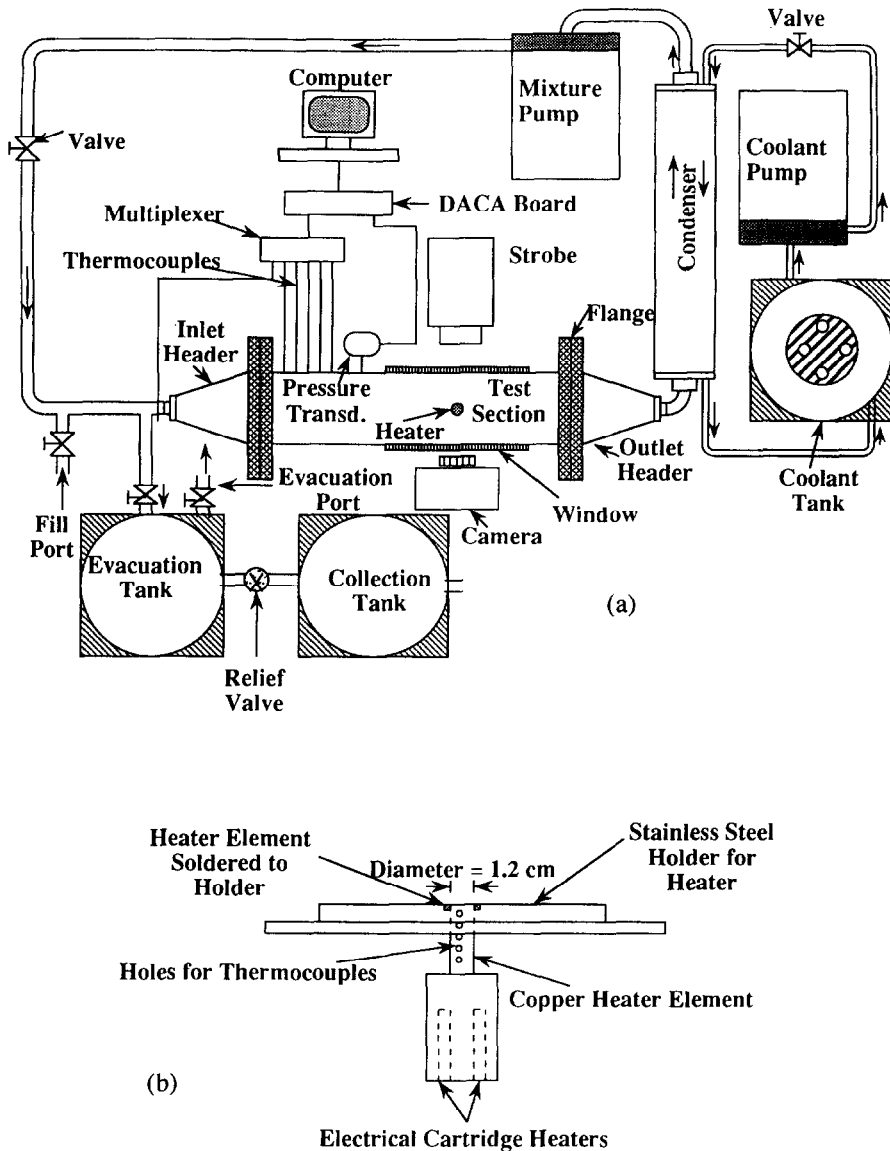 Valve
Computer
Mixture
Pump
Valve
Coolant
Pump
DACA Board
Multiplexer
Condenser
Strobe
Thermocouples
Flange
Inlet
Header
Pressure
Transd.
Test
Section
Heater
Outlet
Header
Coolant
Tank
Evacuation
Port
Window
Fill
Port
Camera
Evacuation
Tank
Collection
Tank
(a)
Relief
Valve
Heater Element
Soldered to
Holder
Diameter = 1.2 cm
Stainless Steel
Holder for
Heater
Holes for Thermocouples
Copper Heater Element
(b)
Electrical Cartridge Heaters